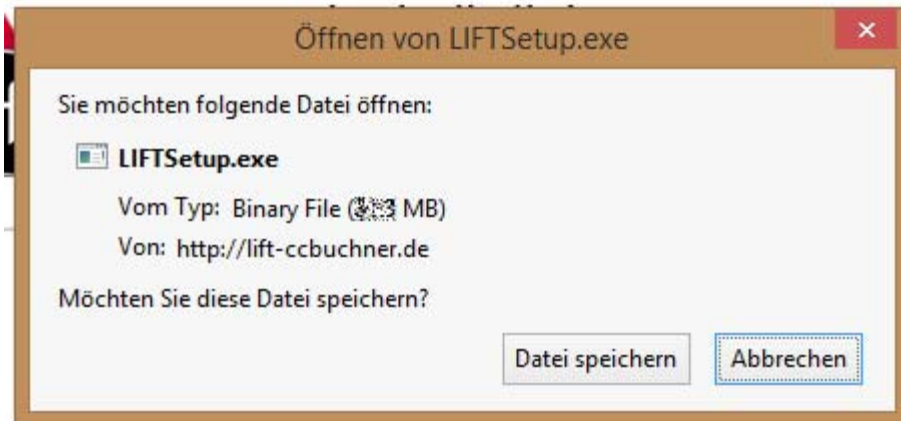 Öffnen von LIFTSetup.exe
Sie möchten folgende Datei öffnen:
LIFTSetup.exe
Vom Typ: Binary File ( MB)
Von: http://lift-ccbuchner.de
Möchten Sie diese Datei speichern?
Datei speichern
Abbrechen